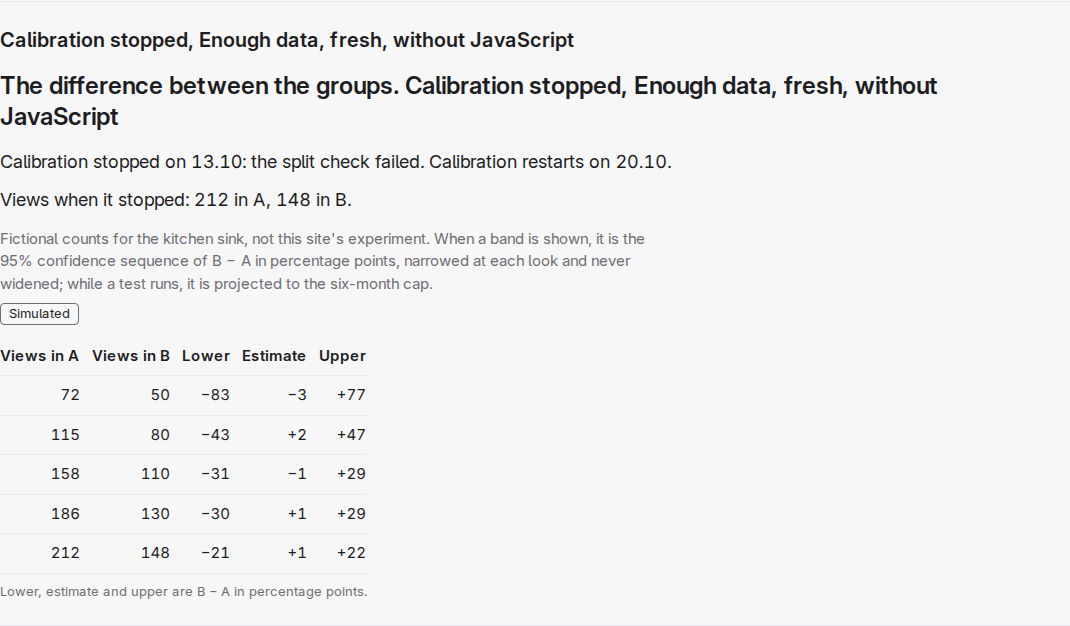 Calibration stopped, Enough data, fresh, without JavaScript
The difference between the groups. Calibration stopped, Enough data, fresh, without
JavaScript
Calibration stopped on 13.10: the split check failed. Calibration restarts on 20.10.
Views when it stopped: 212 in A, 148 in B.
Fictional counts for the kitchen sink, not this site's experiment. When a band is shown, it is the
95% confidence sequence of B − A in percentage points, narrowed at each look and never
widened; while a test runs, it is projected to the six-month cap.
Simulated
Views in A Views in B Lower Estimate Upper
72 50 −83 −3 +77
115 80 −43 +2 +47
158 110 −31 −1 +29
186 130 −30 +1 +29
212 148 −21 +1 +22
Lower, estimate and upper are B − A in percentage points.